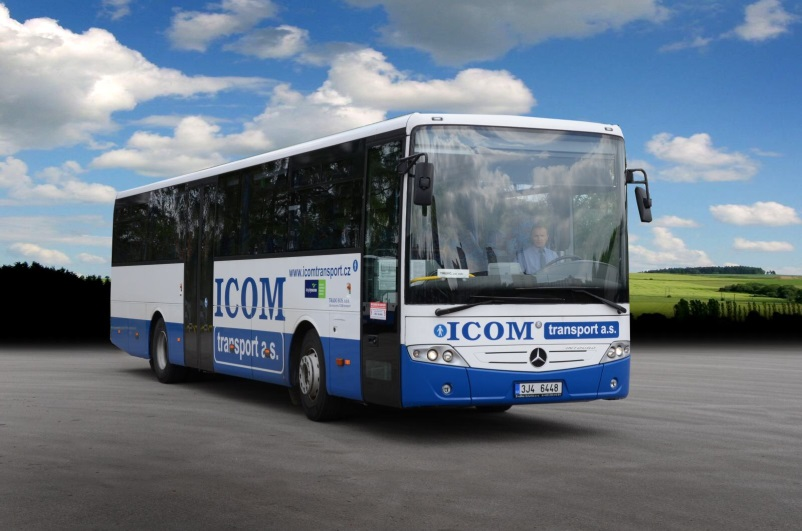 www.icomtransport.cz
ICOM
transport a.s.
ICOM transport a.s.
3J4 6448